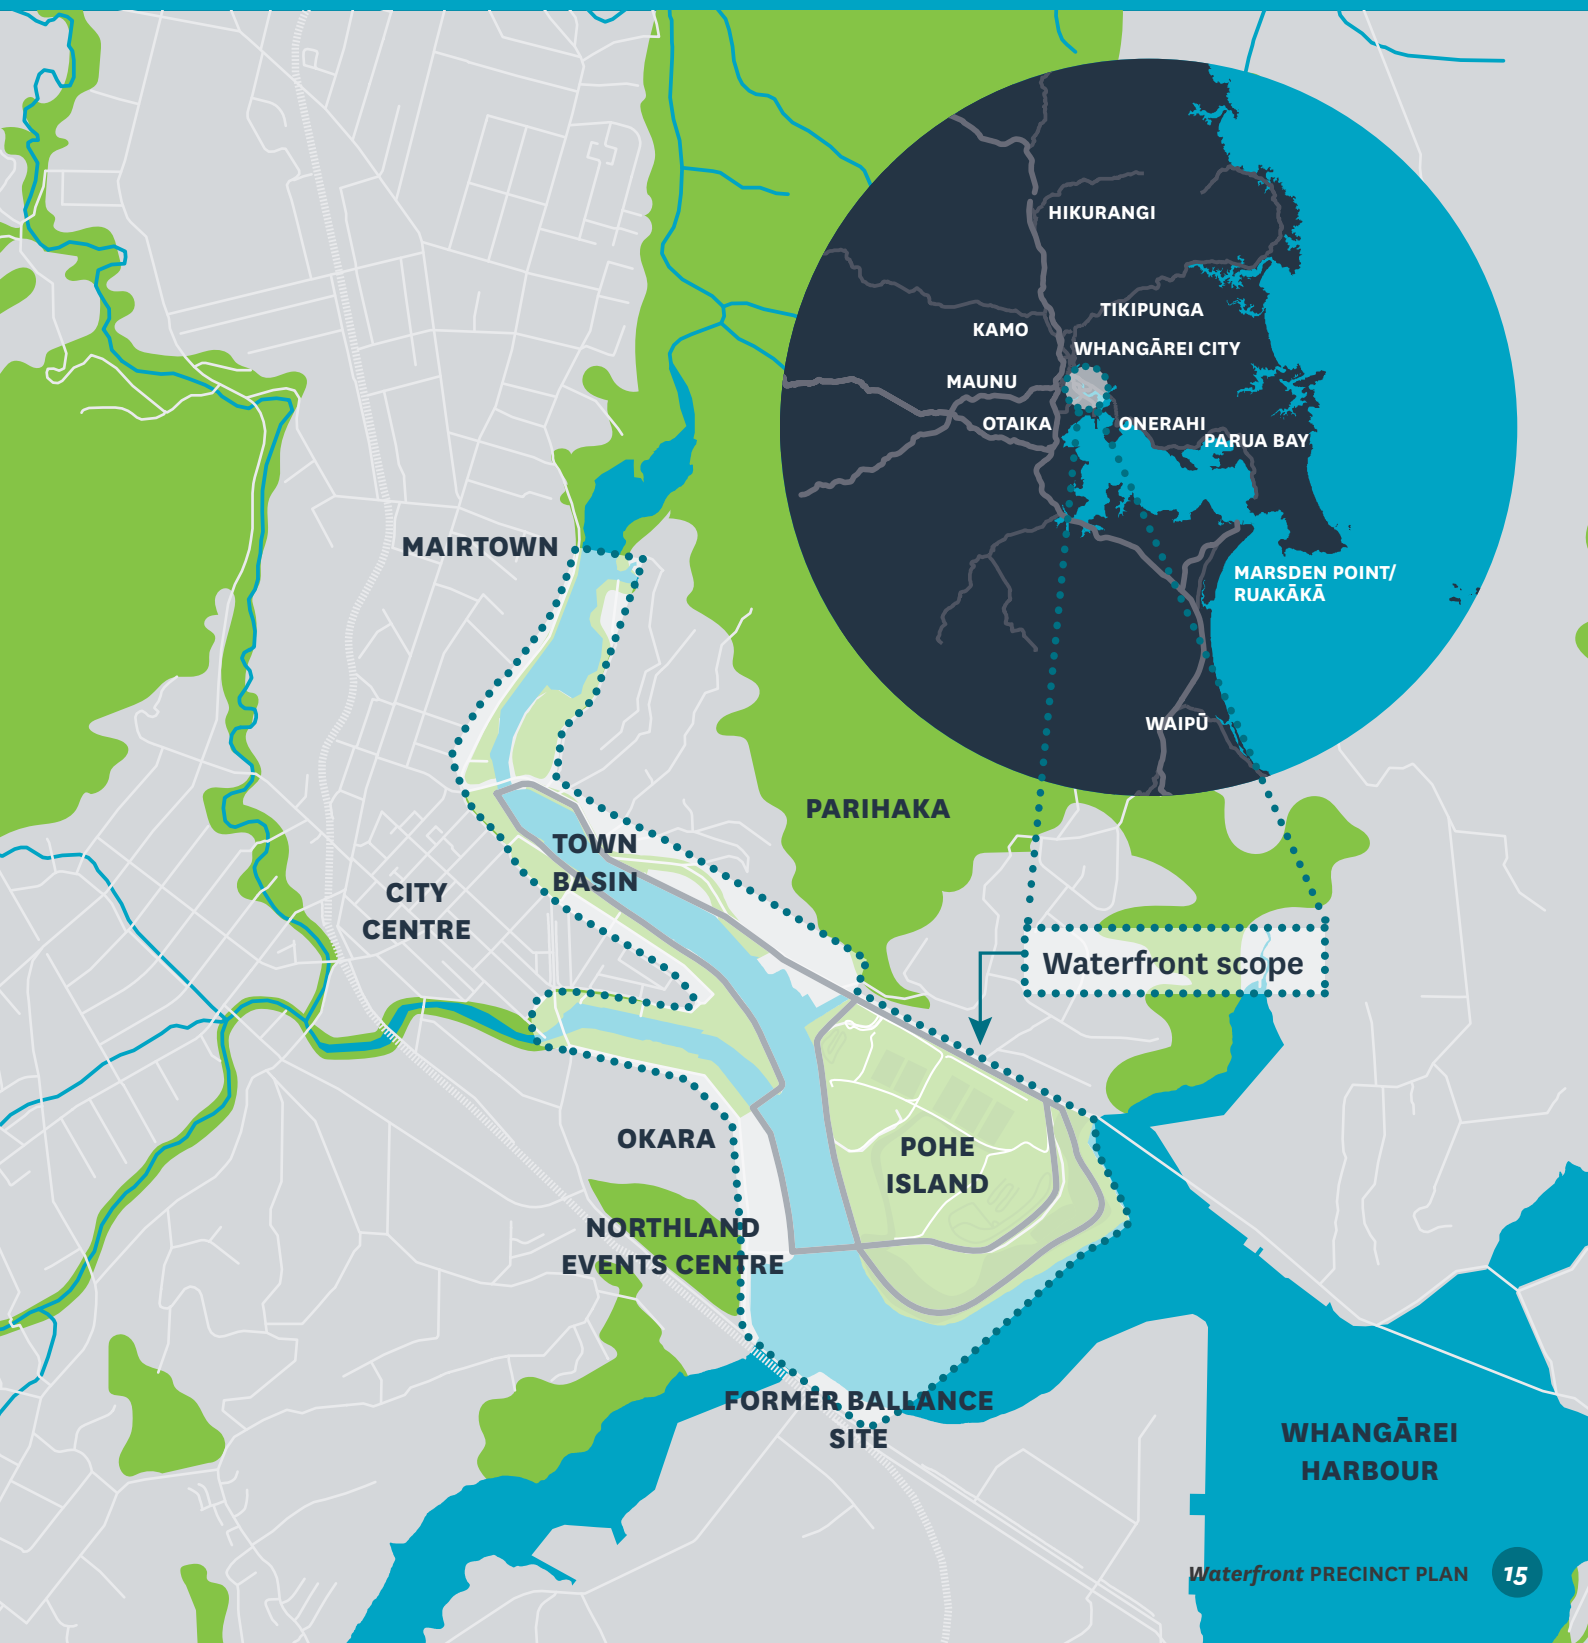 HIKURANGI
TIKIPUNGA
KAMO
WHANGĀREI CITY
MAUNU
OTAIKA
ONERAHI
PARUA BAY
MARSDEN POINT/
RUAKĀKĀ
WAIPŪ
MAIRTOWN
PARIHAKA
TOWN
BASIN
CITY
CENTRE
Waterfront scope
OKARA
POHE
ISLAND
NORTHLAND
EVENTS CENTRE
FORMER BALLANCE
SITE
WHANGĀREI
HARBOUR
Waterfront PRECINCT PLAN 15